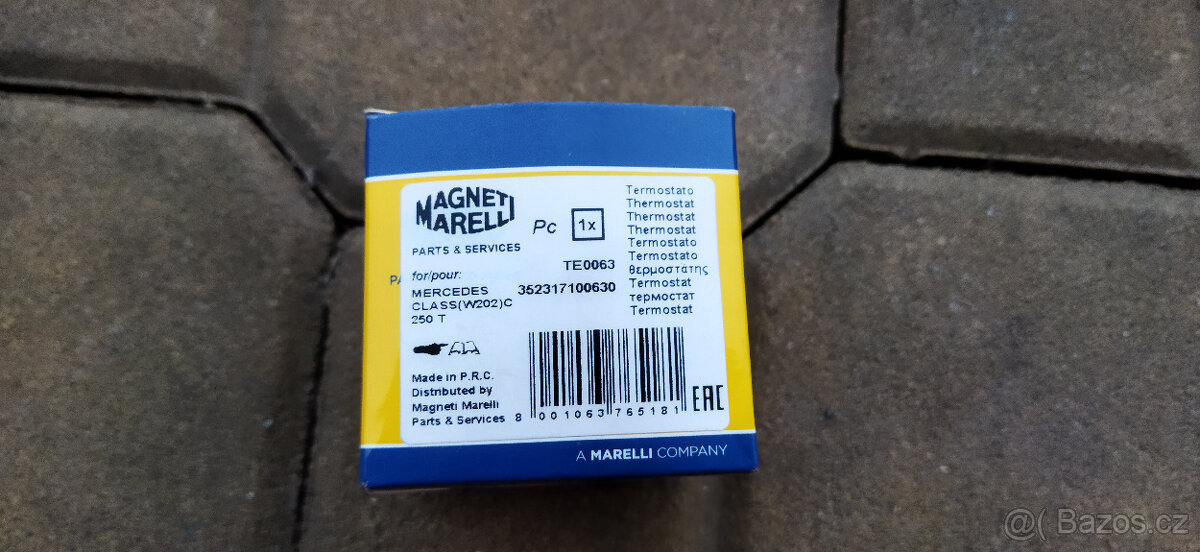 MAGNETI
MARELLI
PARTS & SERVICES
Pc 1x
Termostato
Thermostat
Thermostat
Thermostat
Termostato
Termostato
θερμοστάτης
Termostat
термостат
Termostat
for/pour:
MERCEDES
CLASS(W202)C
250 T
TE0063
352317100630
Made in P.R.C.
Distributed by
Magneti Marelli
Parts & Services
8 001063 765181
EAC
A MARELLI COMPANY
@( Bazos.cz